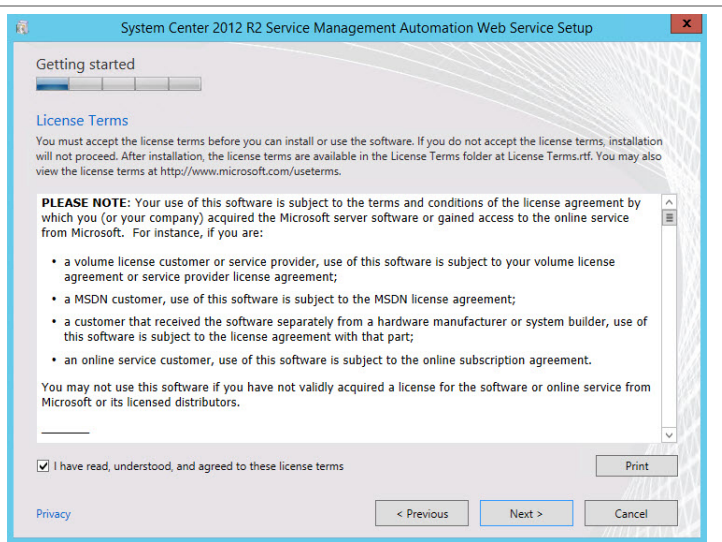 System Center 2012 R2 Service Management Automation Web Service Setup
x
Getting started
License Terms
You must accept the license terms before you can install or use the software. If you do not accept the license terms, installation
will not proceed. After installation, the license terms are available in the License Terms folder at License Terms.rtf. You may also
view the license terms at http://www.microsoft.com/useterms.
PLEASE NOTE: Your use of this software is subject to the terms and conditions of the license agreement by
which you (or your company) acquired the Microsoft server software or gained access to the online service
from Microsoft. For instance, if you are:
• a volume license customer or service provider, use of this software is subject to your volume license
agreement or service provider license agreement;
• a MSDN customer, use of this software is subject to the MSDN license agreement;
• a customer that received the software separately from a hardware manufacturer or system builder, use of
this software is subject to the license agreement with that part;
• an online service customer, use of this software is subject to the online subscription agreement.
You may not use this software if you have not validly acquired a license for the software or online service from
Microsoft or its licensed distributors.
I have read, understood, and agreed to these license terms
Print
Privacy
< Previous
Next >
Cancel